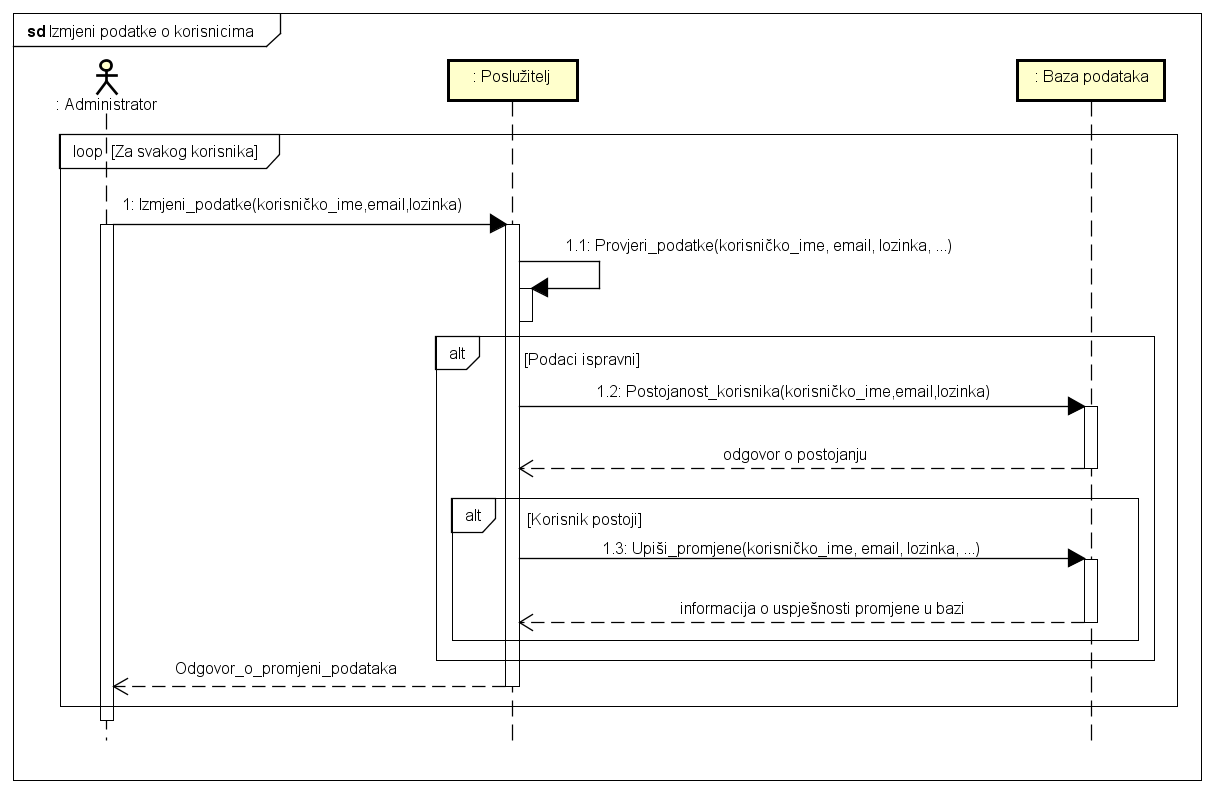 sd Izmjeni podatke o korisnicima
: Administrator
: Poslužitelj
: Baza podataka
loop [Za svakog korisnika]
1: Izmjeni_podatke(korisničko_ime,email,lozinka)
1.1: Provjeri_podatke(korisničko_ime, email, lozinka, ...)
alt [Podaci ispravni]
1.2: Postojanost_korisnika(korisničko_ime,email,lozinka)
odgovor o postojanju
alt [Korisnik postoji]
1.3: Upiši_promjene(korisničko_ime, email, lozinka, ...)
informacija o uspješnosti promjene u bazi
Odgovor_o_promjeni_podataka